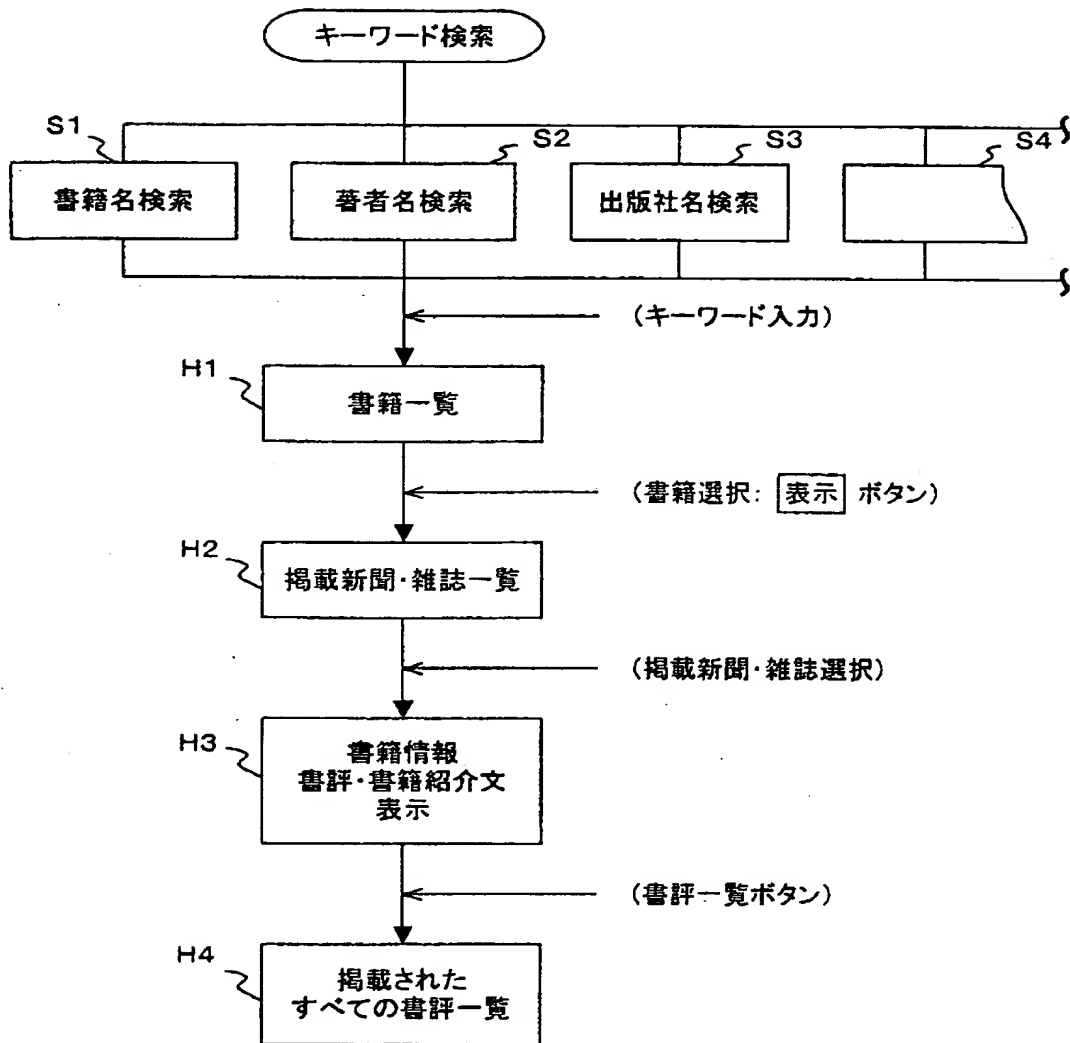 キーワード検索
S1
S2
S3
S4
書籍名検索
著者名検索
出版社名検索
(キーワード入力)
H1
書籍一覧
(書籍選択: 表示 ボタン)
H2
掲載新聞・雑誌一覧
(掲載新聞・雑誌選択)
H3
書籍情報
書評・書籍紹介文
表示
(書評一覧ボタン)
H4
掲載された
すべての書評一覧